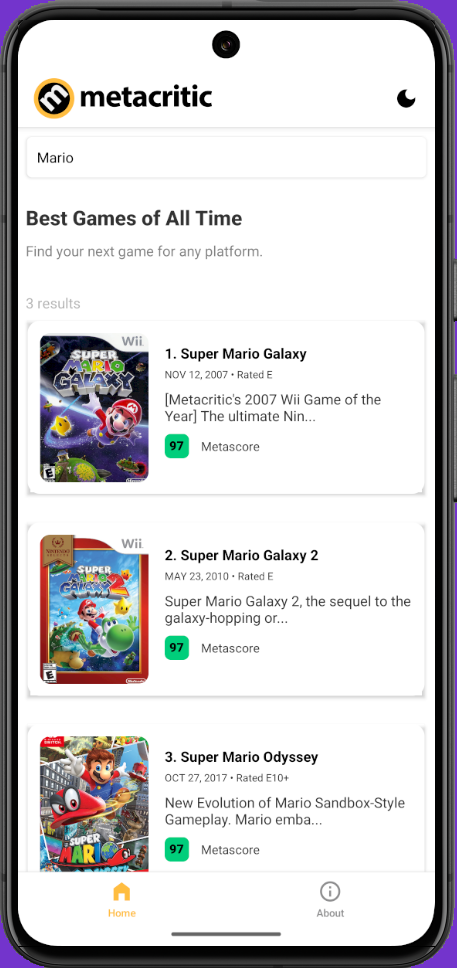 metacritic
Mario
Best Games of All Time
Find your next game for any platform.
3 results
Wii
SUPER
MARIO
GALAXY
E
Nintendo
1. Super Mario Galaxy
NOV 12, 2007 • Rated E
[Metacritic's 2007 Wii Game of the
Year] The ultimate Nin...
97 Metascore
Wii
SUPER
MARIO
GALAXY 2
E
Nintendo
2. Super Mario Galaxy 2
MAY 23, 2010 • Rated E
Super Mario Galaxy 2, the sequel to the
galaxy-hopping or...
97 Metascore
SUPER
MARIO
3. Super Mario Odyssey
OCT 27, 2017 • Rated E10+
New Evolution of Mario Sandbox-Style
Gameplay. Mario emba...
97 Metascore
Home
About